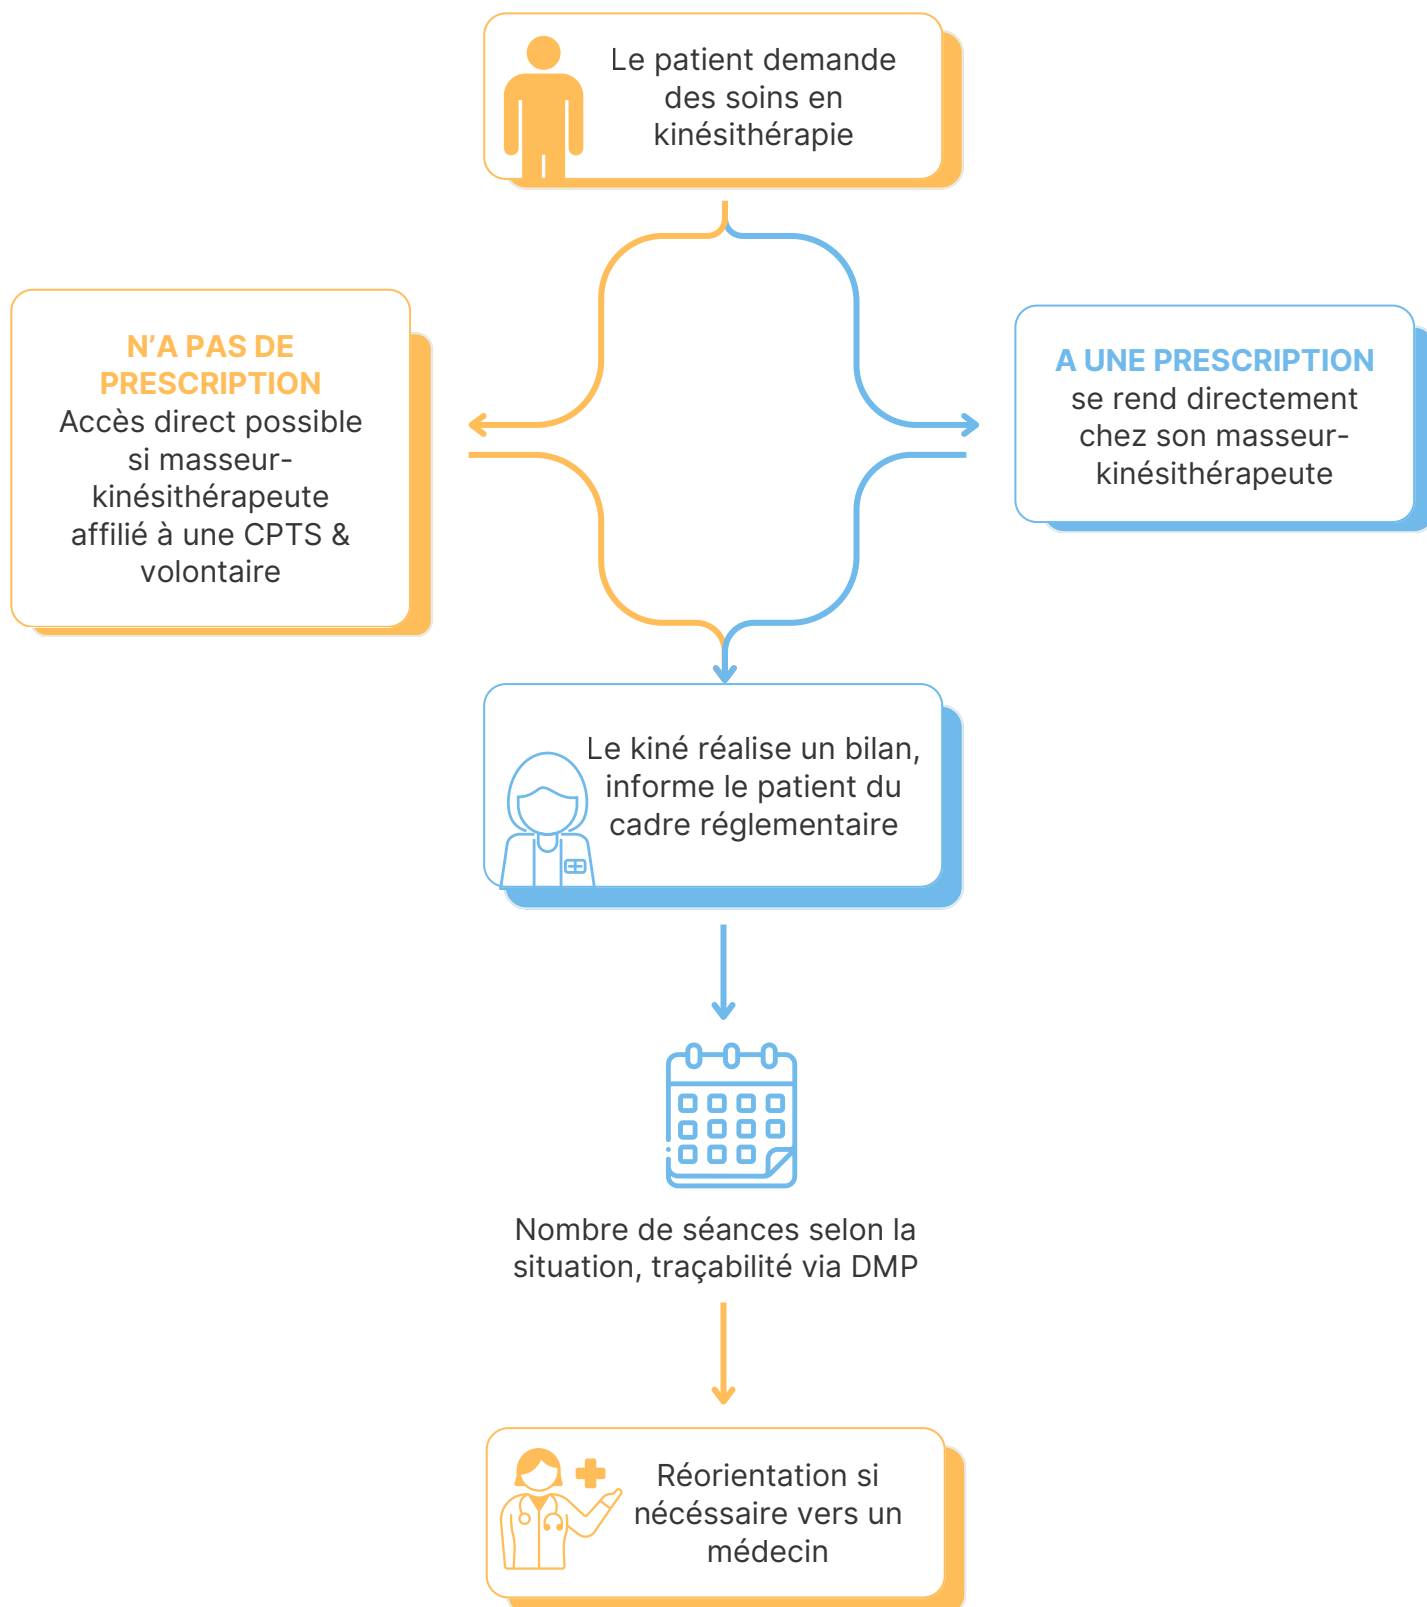 Le patient demande
des soins en
kinésithérapie
N'A PAS DE
PRESCRIPTION
Accès direct possible
si masseur-
kinésithérapeute
affilié à une CPTS &
volontaire
A UNE PRESCRIPTION
se rend directement
chez son masseur-
kinésithérapeute
Le kiné réalise un bilan,
informe le patient du
cadre réglementaire
Nombre de séances selon la
situation, traçabilité via DMP
Réorientation si
nécéssaire vers un
médecin